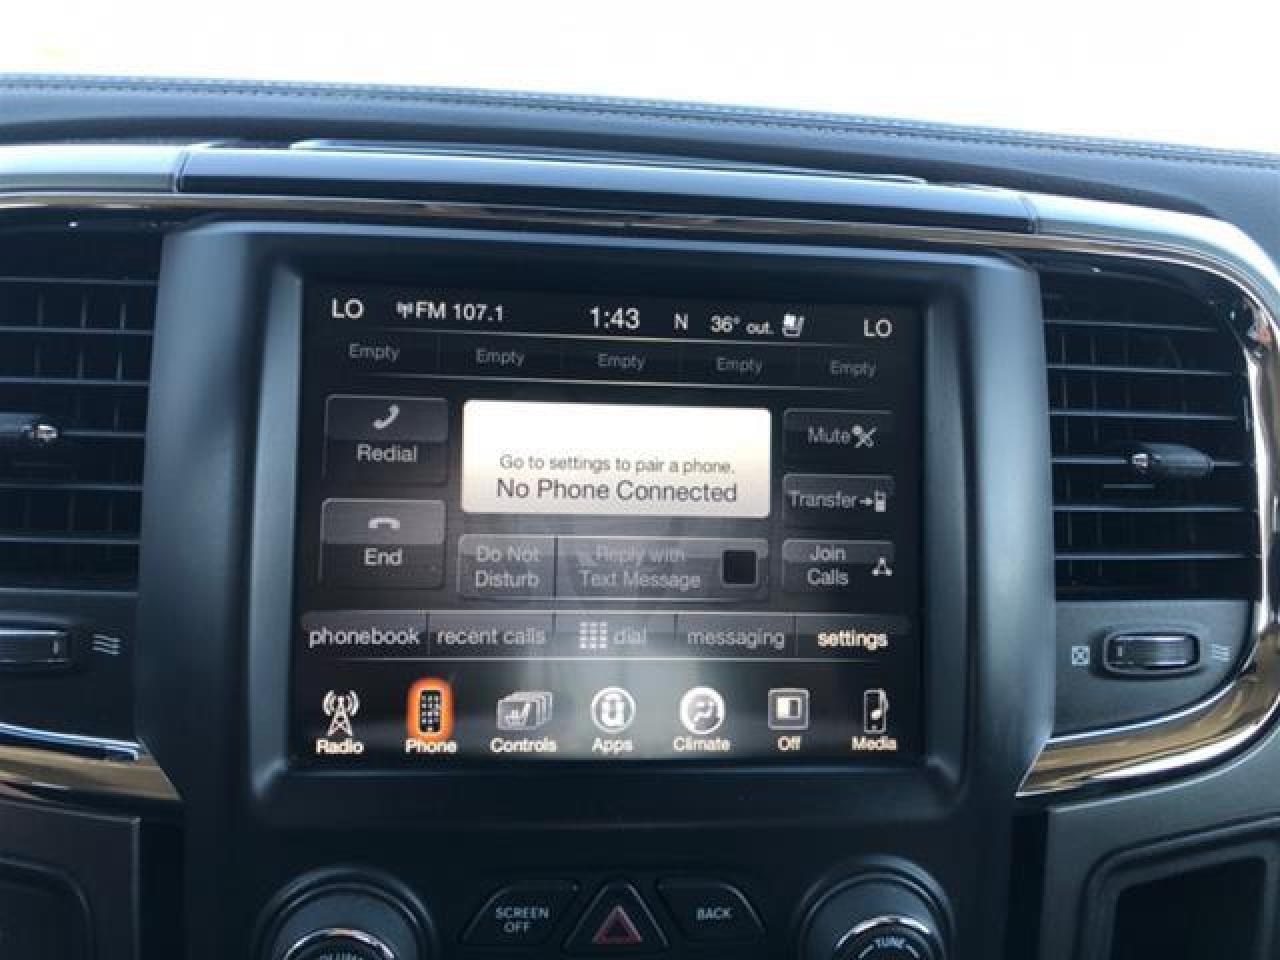 LO FM 107.1 1:43 N 36° out. LO
Empty Empty Empty Empty Empty
Redial
Go to settings to pair a phone.
No Phone Connected
Mute
Transfer
End
Do Not
Disturb
Reply with
Text Message
Join
Calls
phonebook recent calls dial messaging settings
Radio Phone Controls Apps Climate Off Media
SCREEN
OFF
BACK
TUNE